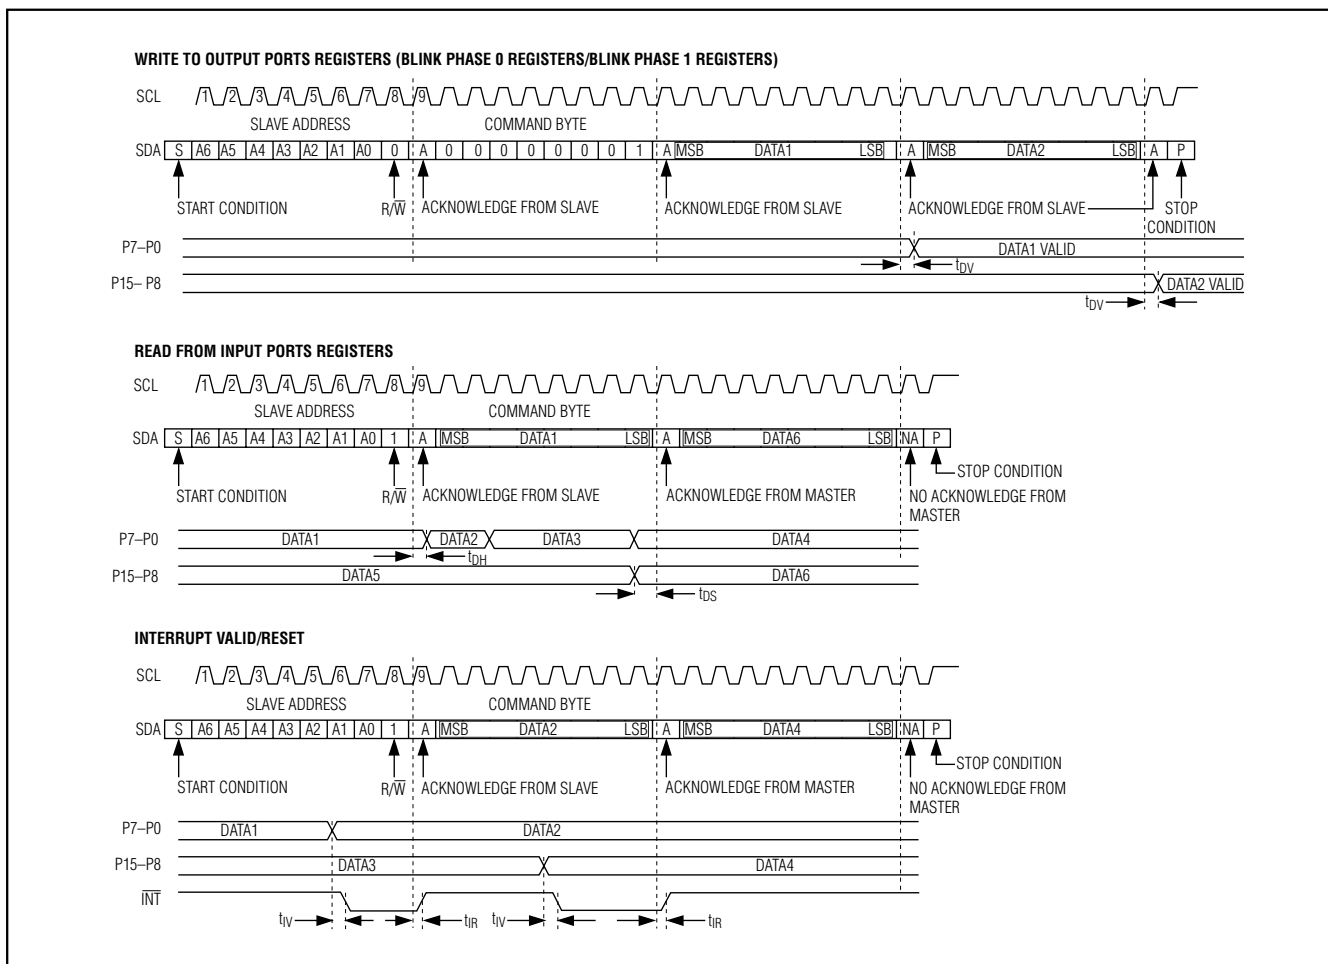 WRITE TO OUTPUT PORTS REGISTERS (BLINK PHASE 0 REGISTERS/BLINK PHASE 1 REGISTERS)
SCL 1 2 3 4 5 6 7 8 9
SLAVE ADDRESS COMMAND BYTE
SDA S A6 A5 A4 A3 A2 A1 A0 0 A 0 0 0 0 0 0 0 1 A MSB DATA1 LSB A MSB DATA2 LSB A P
START CONDITION R/W̅ ACKNOWLEDGE FROM SLAVE ACKNOWLEDGE FROM SLAVE ACKNOWLEDGE FROM SLAVE STOP
CONDITION
P7–P0 DATA1 VALID
tDV
P15– P8 DATA2 VALID
tDV
READ FROM INPUT PORTS REGISTERS
SCL 1 2 3 4 5 6 7 8 9
SLAVE ADDRESS COMMAND BYTE
SDA S A6 A5 A4 A3 A2 A1 A0 1 A MSB DATA1 LSB A MSB DATA6 LSB NA P
STOP CONDITION
START CONDITION R/W̅ ACKNOWLEDGE FROM SLAVE ACKNOWLEDGE FROM MASTER NO ACKNOWLEDGE FROM
MASTER
P7–P0 DATA1 DATA2 DATA3 DATA4
tDH
P15–P8 DATA5 DATA6
tDS
INTERRUPT VALID/RESET
SCL 1 2 3 4 5 6 7 8 9
SLAVE ADDRESS COMMAND BYTE
SDA S A6 A5 A4 A3 A2 A1 A0 1 A MSB DATA2 LSB A MSB DATA4 LSB NA P
STOP CONDITION
START CONDITION R/W̅ ACKNOWLEDGE FROM SLAVE ACKNOWLEDGE FROM MASTER NO ACKNOWLEDGE FROM
MASTER
P7–P0 DATA1 DATA2
P15–P8 DATA3 DATA4
I̅N̅T̅
tIV tIR tIV tIR